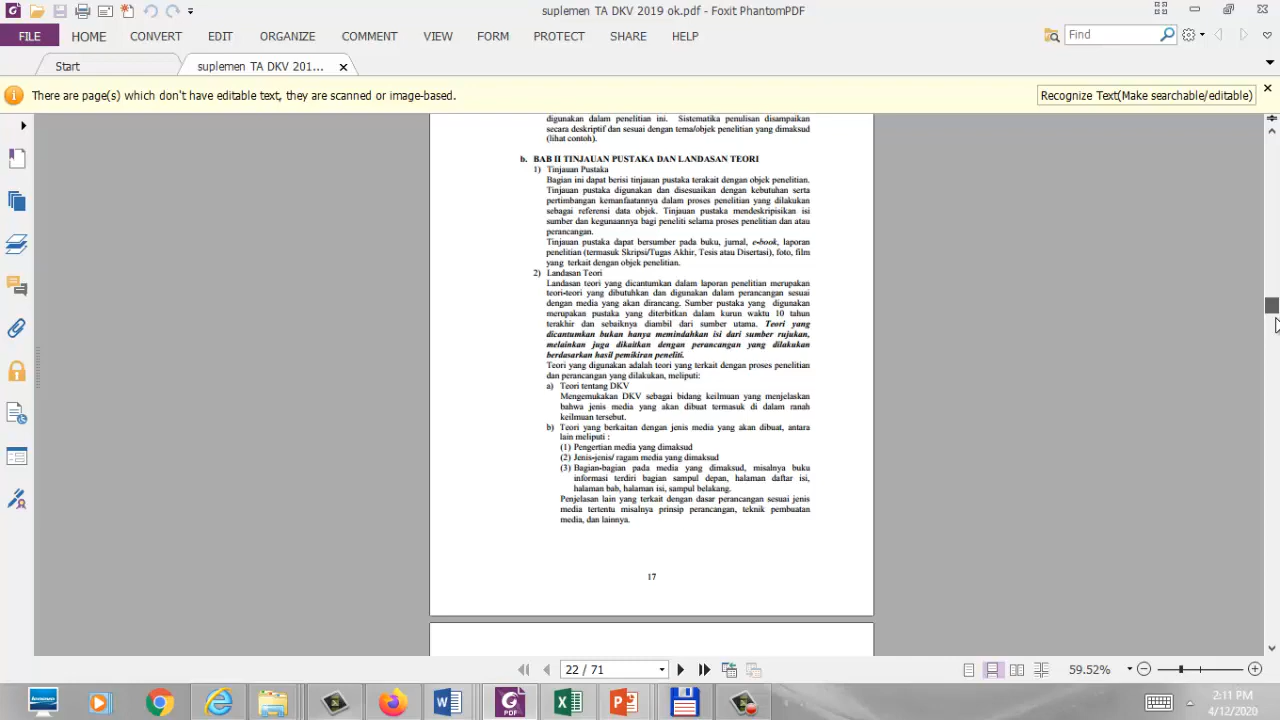 suplemen TA DKV 2019 ok.pdf - Foxit PhantomPDF
FILE HOME CONVERT EDIT ORGANIZE COMMENT VIEW FORM PROTECT SHARE HELP Find
Start suplemen TA DKV 201...
There are page(s) which don't have editable text, they are scanned or image-based. Recognize Text(Make searchable/editable)
digunakan dalam penelitian ini. Sistematika penulisan disampaikan
secara deskriptif dan sesuai dengan tema/objek penelitian yang dimaksud
(lihat contoh).
b. BAB II TINJAUAN PUSTAKA DAN LANDASAN TEORI
1) Tinjauan Pustaka
Bagian ini dapat berisi tinjauan pustaka terakait dengan objek penelitian.
Tinjauan pustaka digunakan dan disesuaikan dengan kebutuhan serta
pertimbangan kemanfaatannya dalam proses penelitian yang dilakukan
sebagai referensi data objek. Tinjauan pustaka mendeskripisikan isi
sumber dan kegunaannya bagi peneliti selama proses penelitian dan atau
perancangan.
Tinjauan pustaka dapat bersumber pada buku, jurnal, e-book, laporan
penelitian (termasuk Skripsi/Tugas Akhir, Tesis atau Disertasi), foto, film
yang terkait dengan objek penelitian.
2) Landasan Teori
Landasan teori yang dicantumkan dalam laporan penelitian merupakan
teori-teori yang dibutuhkan dan digunakan dalam perancangan sesuai
dengan media yang akan dirancang. Sumber pustaka yang digunakan
merupakan pustaka yang diterbitkan dalam kurun waktu 10 tahun
terakhir dan sebaiknya diambil dari sumber utama. Teori yang
dicantumkan bukan hanya memindahkan isi dari sumber rujukan,
melainkan juga dikaitkan dengan perancangan yang dilakukan
berdasarkan hasil pemikiran peneliti.
Teori yang digunakan adalah teori yang terkait dengan proses penelitian
dan perancangan yang dilakukan, meliputi:
a) Teori tentang DKV
Mengemukakan DKV sebagai bidang keilmuan yang menjelaskan
bahwa jenis media yang akan dibuat termasuk di dalam ranah
keilmuan tersebut.
b) Teori yang berkaitan dengan jenis media yang akan dibuat, antara
lain meliputi :
(1) Pengertian media yang dimaksud
(2) Jenis-jenis/ ragam media yang dimaksud
(3) Bagian-bagian pada media yang dimaksud, misalnya buku
informasi terdiri bagian sampul depan, halaman daftar isi,
halaman bab, halaman isi, sampul belakang.
Penjelasan lain yang terkait dengan dasar perancangan sesuai jenis
media tertentu misalnya prinsip perancangan, teknik pembuatan
media, dan lainnya.
17
22 / 71 59.52%
2:11 PM
4/12/2020